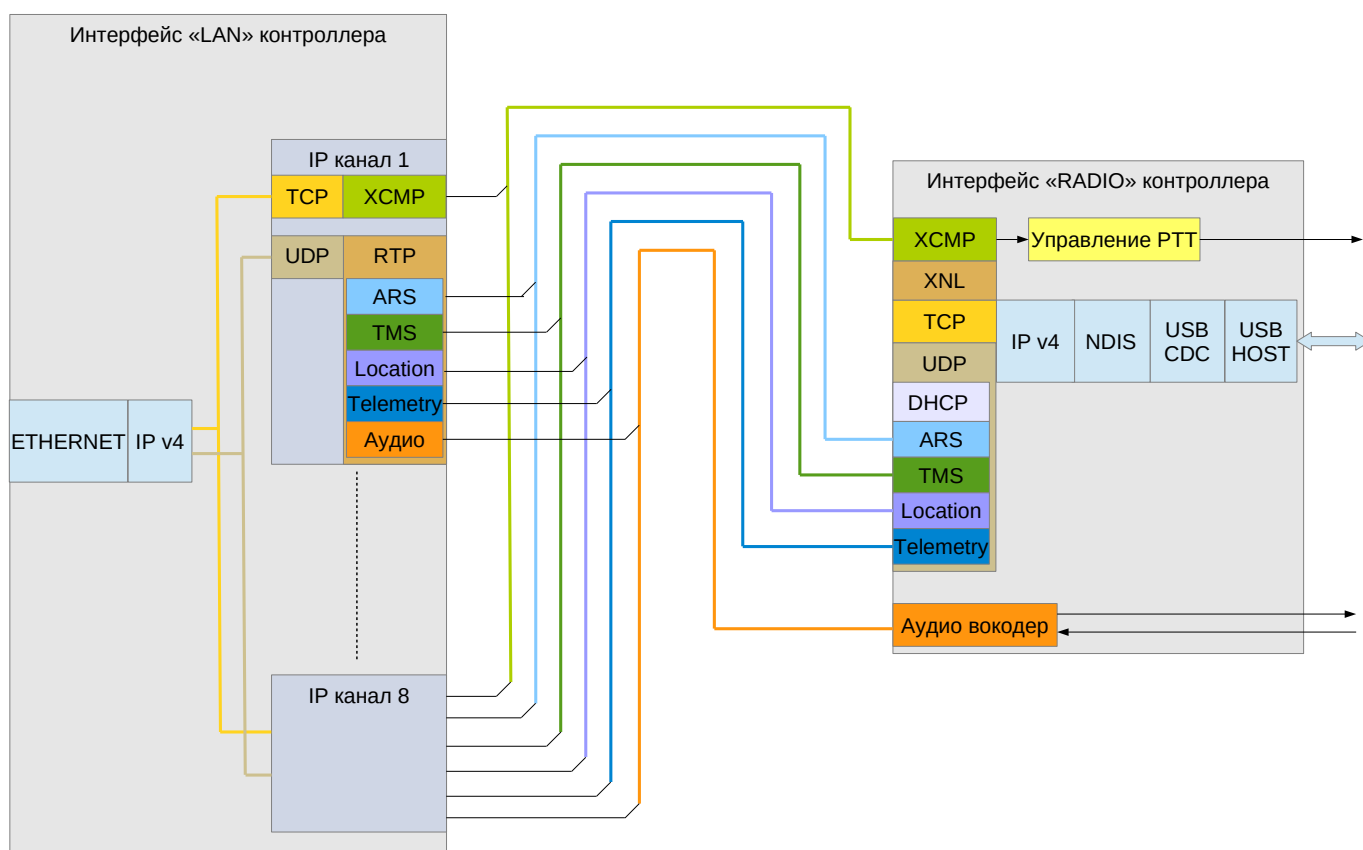 Интерфейс «LAN» контроллера
IP канал 1
TCP
XCMP
UDP
RTP
ARS
TMS
Location
Telemetry
Аудио
ETHERNET
IP v4
IP канал 8
Интерфейс «RADIO» контроллера
XCMP
Управление PTT
XNL
TCP
UDP
IP v4
NDIS
USB
CDC
USB
HOST
DHCP
ARS
TMS
Location
Telemetry
Аудио вокодер